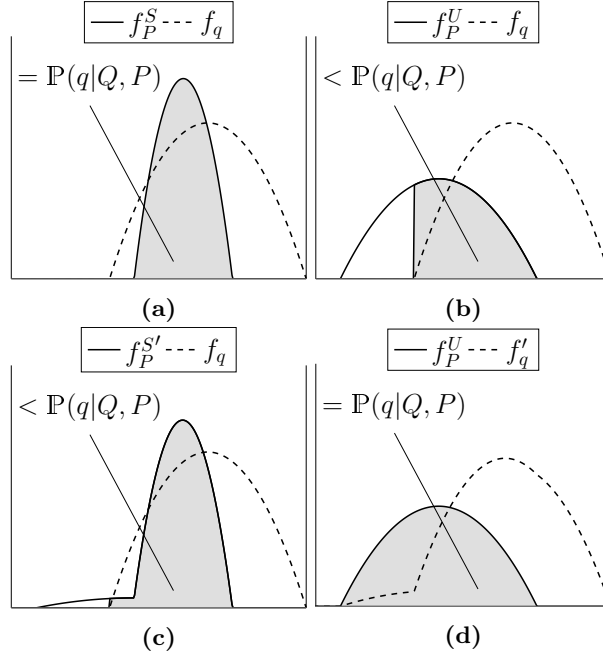 — f_P^S --- f_q
— f_P^U --- f_q
= ℙ(q|Q, P)
< ℙ(q|Q, P)
(a)
(b)
— f_P^{S'} --- f_q
— f_P^U --- f'_q
< ℙ(q|Q, P)
= ℙ(q|Q, P)
(c)
(d)